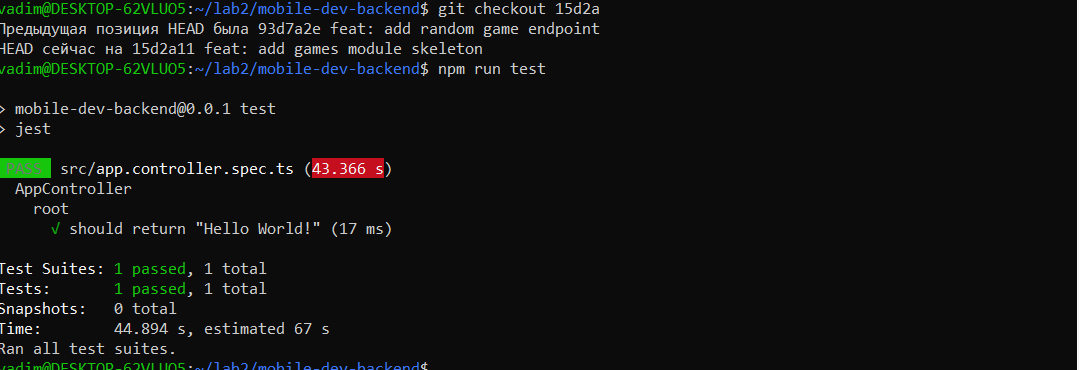 vadim@DESKTOP-62VLUO5:~/lab2/mobile-dev-backend$ git checkout 15d2a
Предыдущая позиция HEAD была 93d7a2e feat: add random game endpoint
HEAD сейчас на 15d2a11 feat: add games module skeleton
vadim@DESKTOP-62VLUO5:~/lab2/mobile-dev-backend$ npm run test
> mobile-dev-backend@0.0.1 test
> jest
PASS src/app.controller.spec.ts (43.366 s)
AppController
root
√ should return "Hello World!" (17 ms)
Test Suites: 1 passed, 1 total
Tests: 1 passed, 1 total
Snapshots: 0 total
Time: 44.894 s, estimated 67 s
Ran all test suites.
vadim@DESKTOP-62VLUO5:~/lab2/mobile-dev-backend$